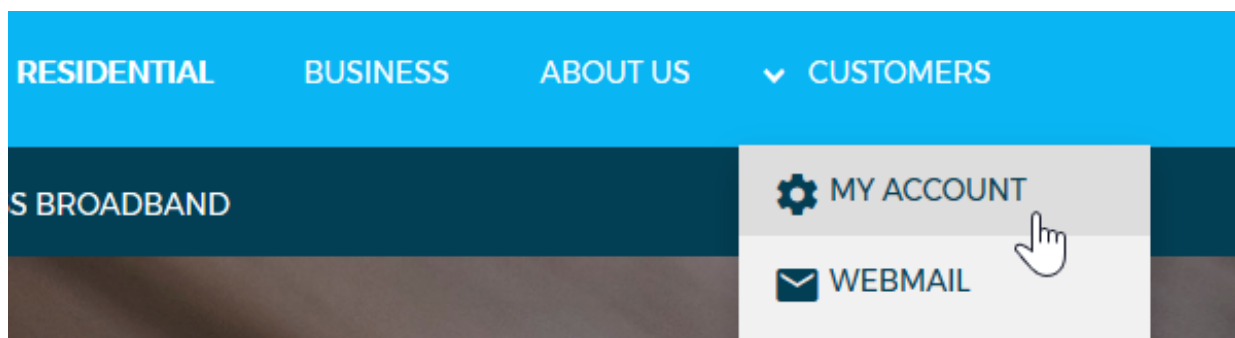 RESIDENTIAL BUSINESS ABOUT US CUSTOMERS
S BROADBAND
MY ACCOUNT
WEBMAIL